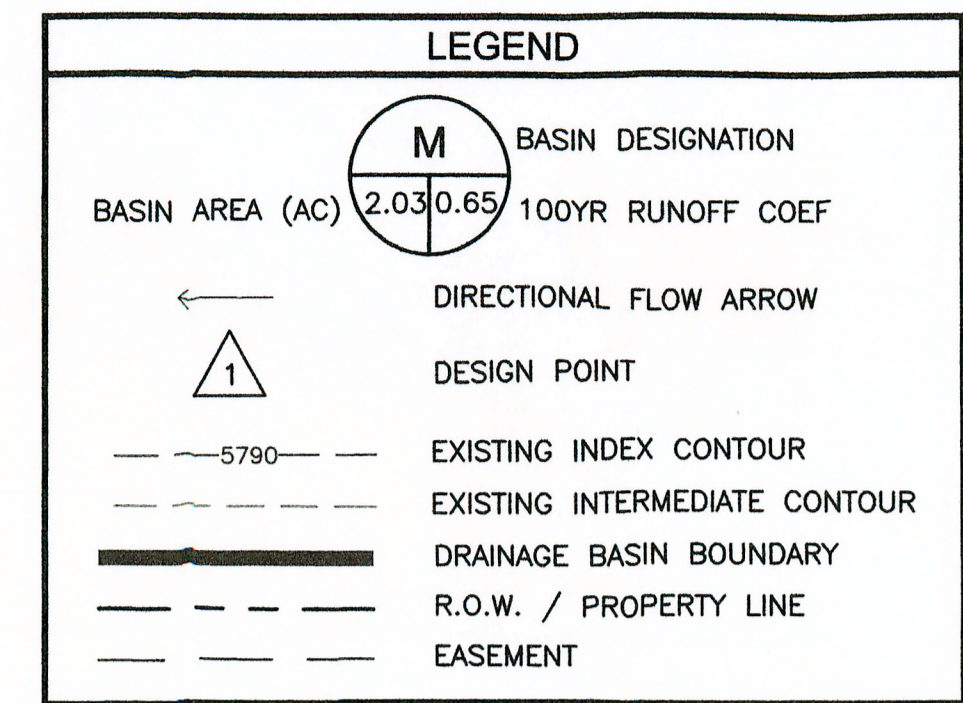 LEGEND
M BASIN DESIGNATION
BASIN AREA (AC) 2.03 0.65 100YR RUNOFF COEF
DIRECTIONAL FLOW ARROW
1 DESIGN POINT
5790 EXISTING INDEX CONTOUR
EXISTING INTERMEDIATE CONTOUR
DRAINAGE BASIN BOUNDARY
R.O.W. / PROPERTY LINE
EASEMENT